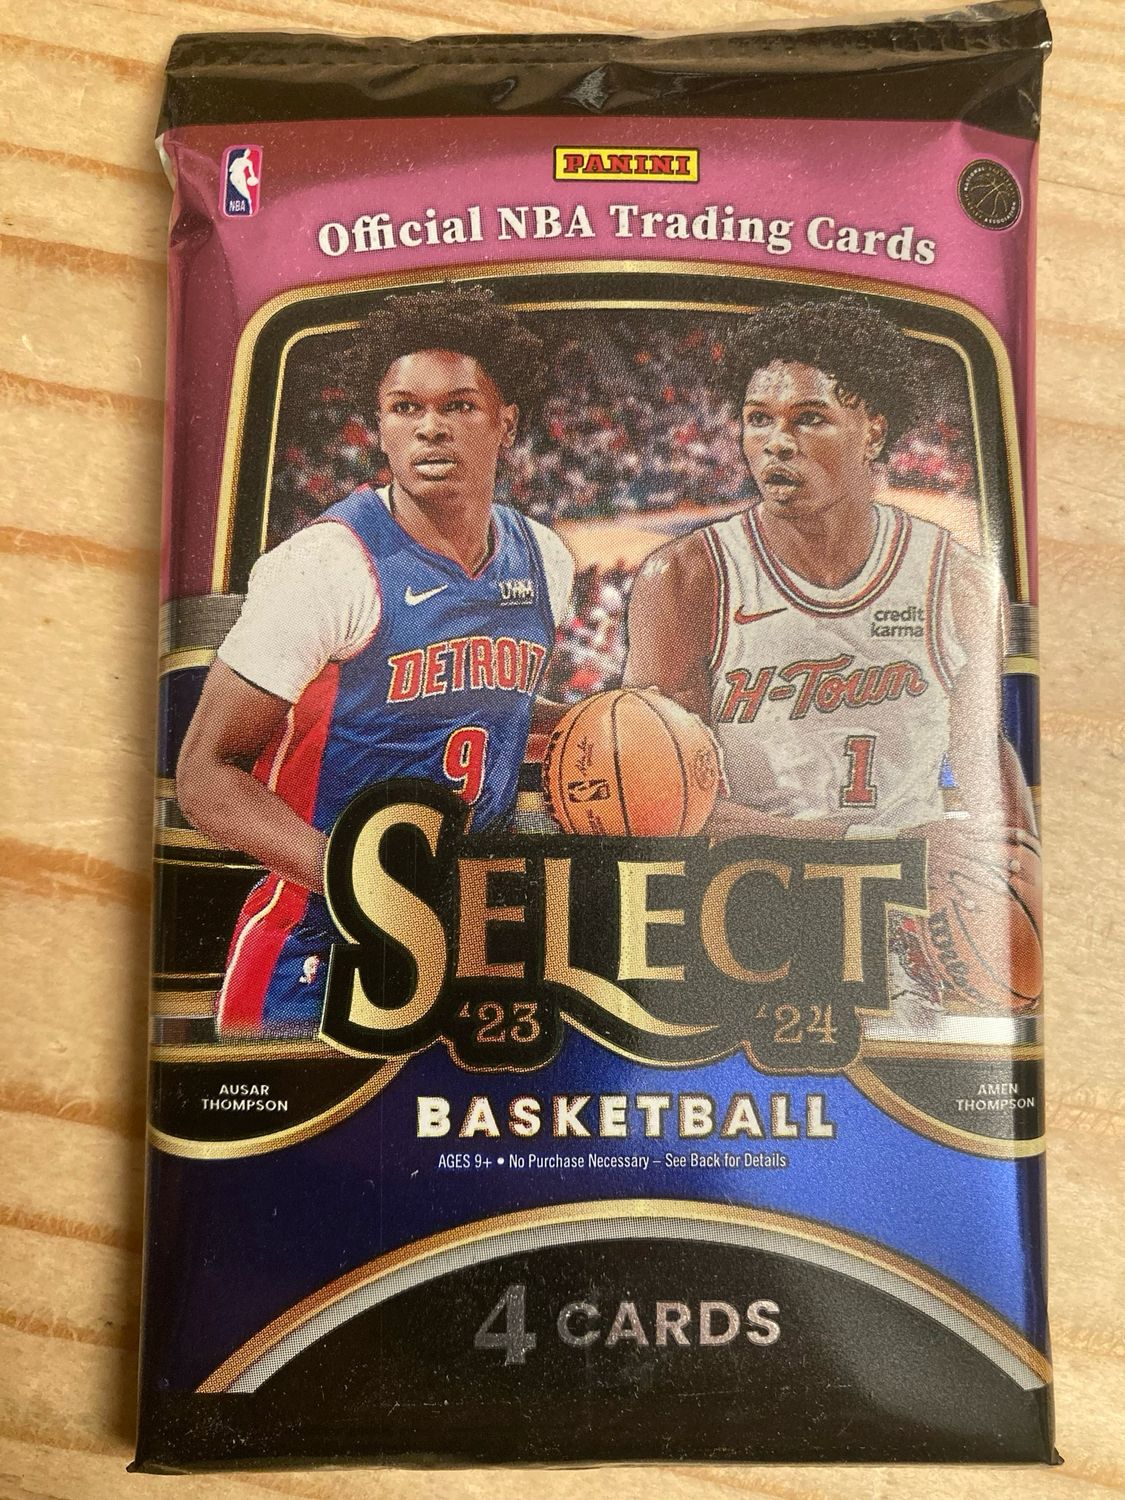 PANINI
NBA
Official NBA Trading Cards
UWM
credit
karma
DETROIT
H-Town
9
1
SELECT
'23 '24
AUSAR
THOMPSON
AMEN
THOMPSON
BASKETBALL
AGES 9+ • No Purchase Necessary – See Back for Details
4 CARDS